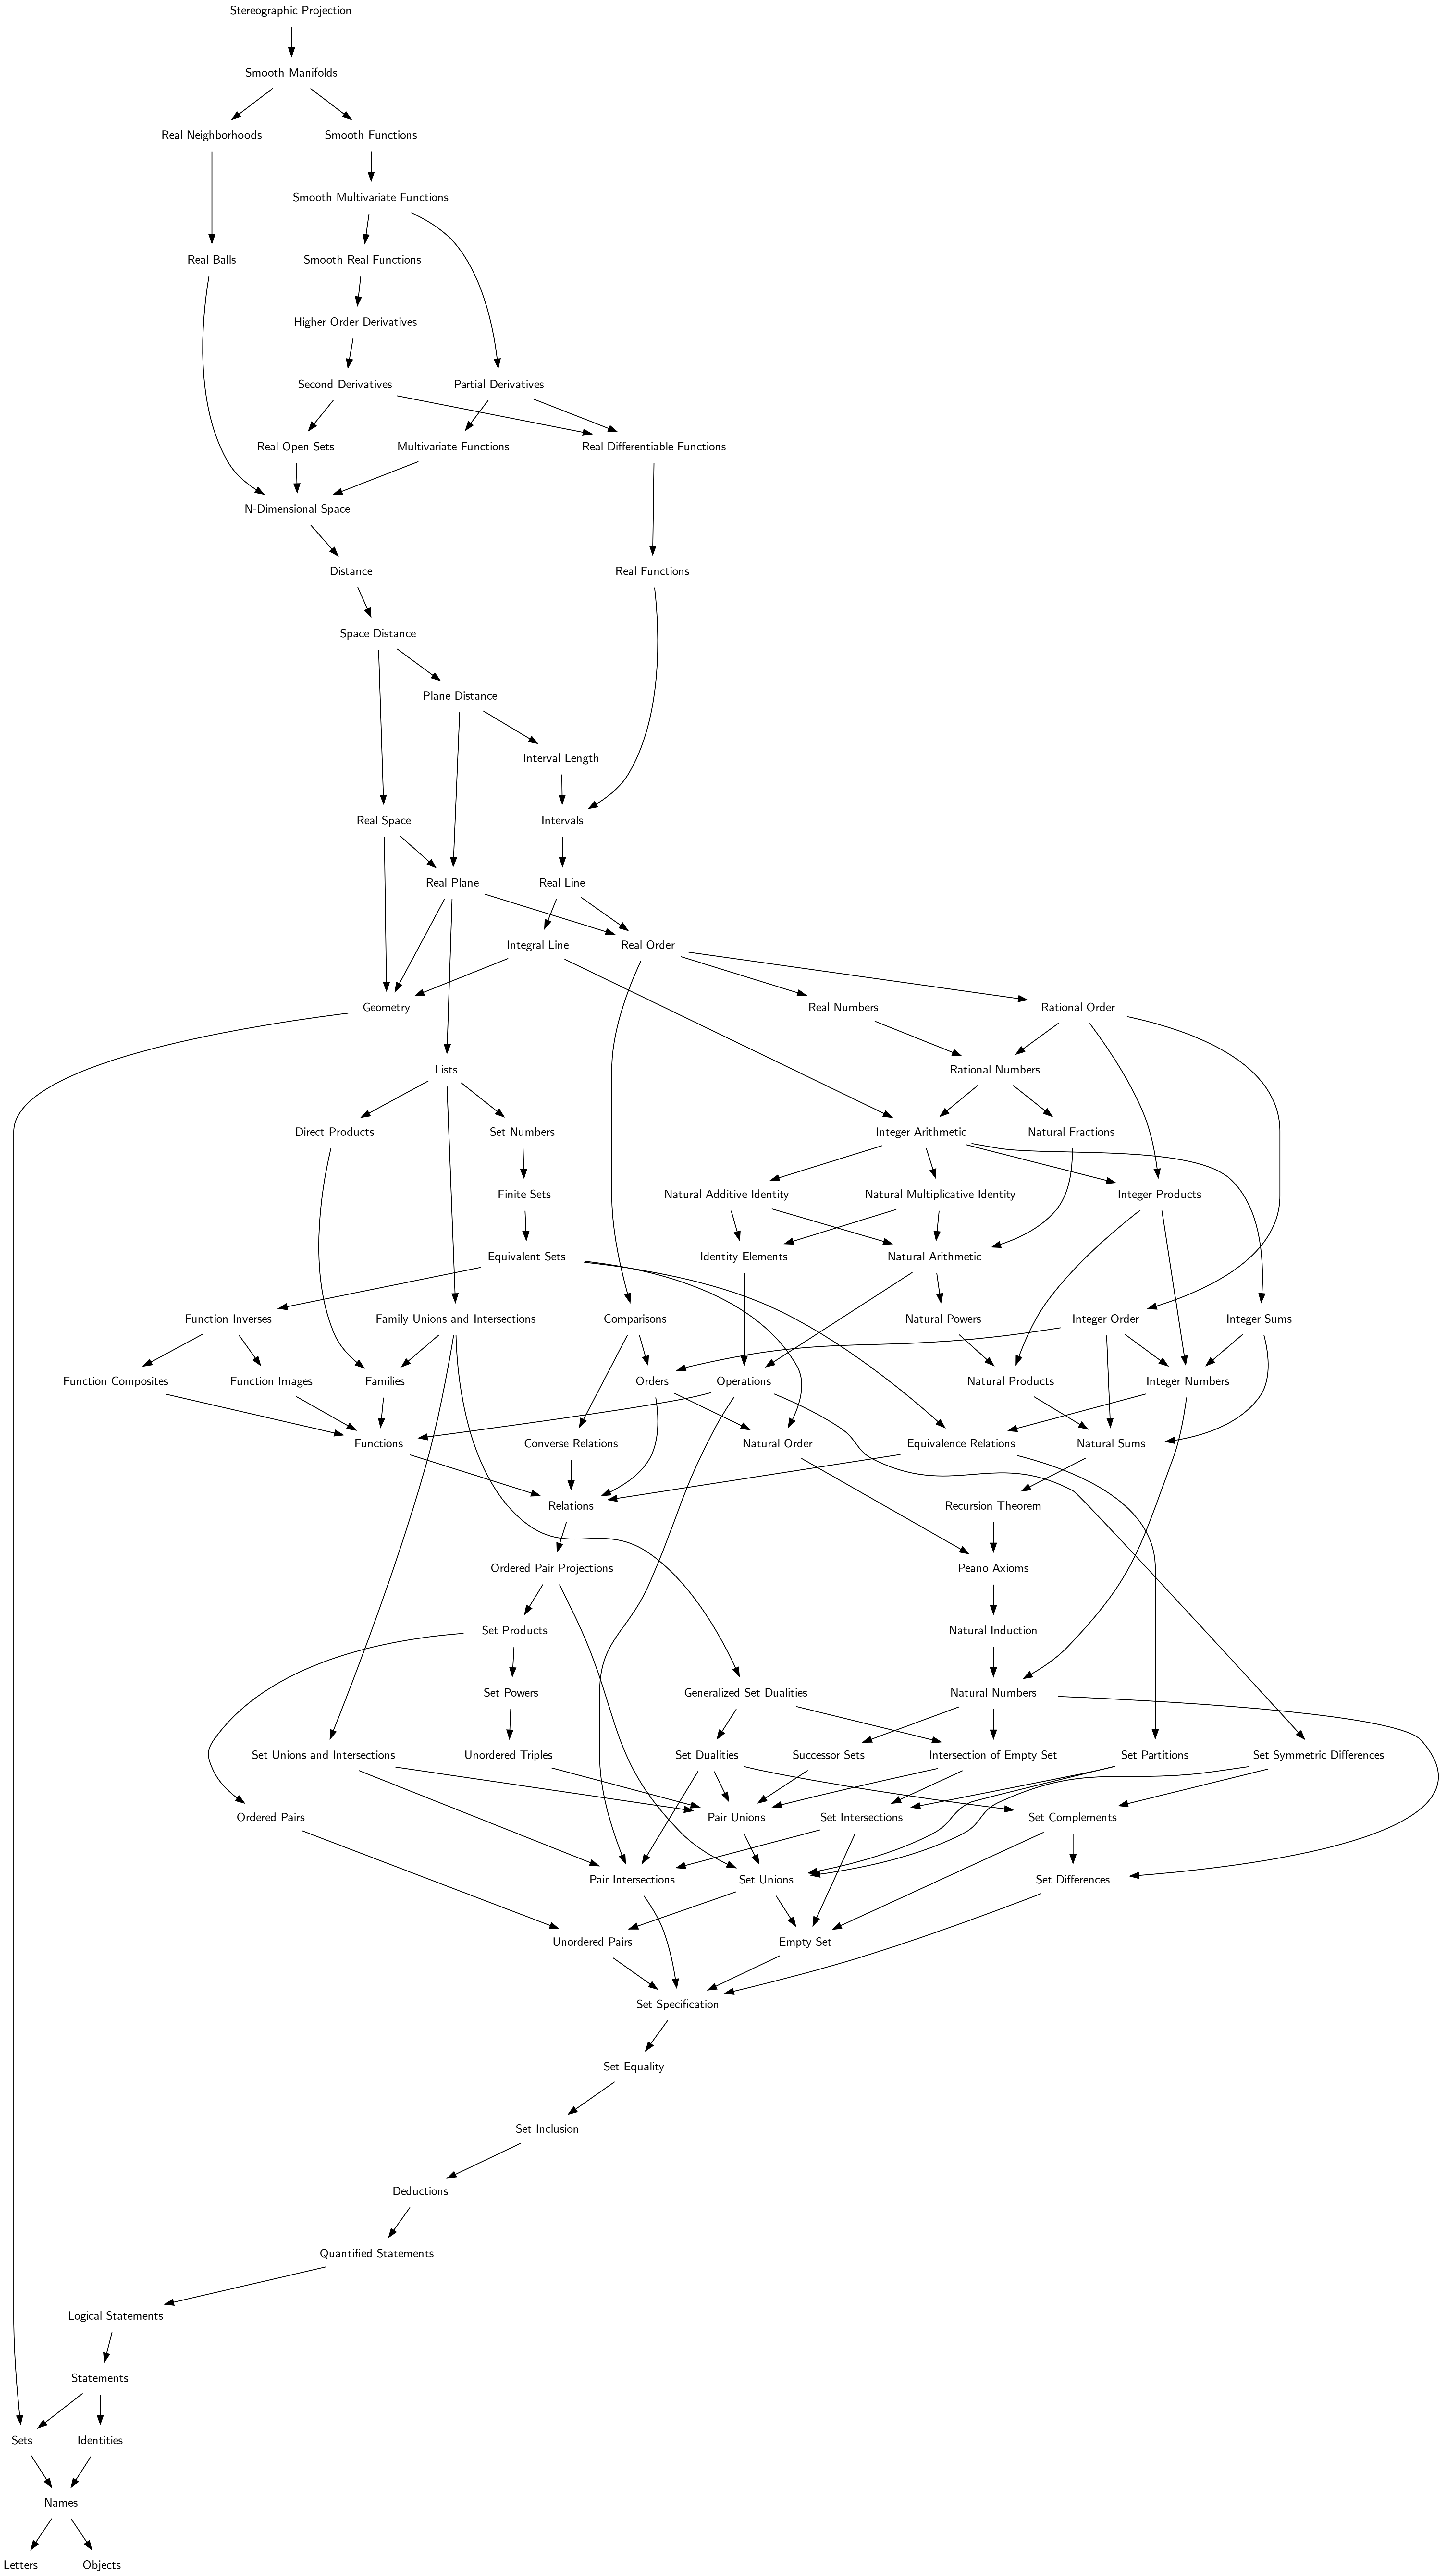 Stereographic Projection
Smooth Manifolds
Real Neighborhoods
Smooth Functions
Smooth Multivariate Functions
Real Balls
Smooth Real Functions
Higher Order Derivatives
Second Derivatives
Partial Derivatives
Real Open Sets
Multivariate Functions
Real Differentiable Functions
N-Dimensional Space
Distance
Real Functions
Space Distance
Plane Distance
Interval Length
Real Space
Intervals
Real Plane
Real Line
Integral Line
Real Order
Geometry
Real Numbers
Rational Order
Lists
Rational Numbers
Direct Products
Set Numbers
Integer Arithmetic
Natural Fractions
Finite Sets
Natural Additive Identity
Natural Multiplicative Identity
Integer Products
Equivalent Sets
Identity Elements
Natural Arithmetic
Function Inverses
Family Unions and Intersections
Comparisons
Natural Powers
Integer Order
Integer Sums
Function Composites
Function Images
Families
Orders
Operations
Natural Products
Integer Numbers
Functions
Converse Relations
Natural Order
Equivalence Relations
Natural Sums
Relations
Recursion Theorem
Ordered Pair Projections
Peano Axioms
Set Products
Natural Induction
Set Powers
Generalized Set Dualities
Natural Numbers
Set Unions and Intersections
Unordered Triples
Set Dualities
Successor Sets
Intersection of Empty Set
Set Partitions
Set Symmetric Differences
Ordered Pairs
Pair Unions
Set Intersections
Set Complements
Pair Intersections
Set Unions
Set Differences
Unordered Pairs
Empty Set
Set Specification
Set Equality
Set Inclusion
Deductions
Quantified Statements
Logical Statements
Statements
Sets
Identities
Names
Letters
Objects